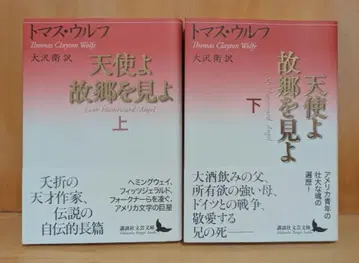 トマス・ウルフ
Thomas Clayton Wolfe
大沢衛 訳
天使よ
故郷を見よ
Look Homeward, Angel
上
ヘミングウェイ、
フィッツジェラルド、
フォークナーらを凌ぐ、
アメリカ文学の巨星
夭折の
天才作家、
伝説の
自伝的長篇
講談社文芸文庫
トマス・ウルフ
Thomas Clayton Wolfe
大沢衛 訳
天使よ
故郷を見よ
Look Homeward, Angel
下
アメリカ青年の
壮大な魂の
遍歴!
大酒飲みの父、
所有欲の強い母、
ドイツとの戦争、
敬愛する
兄の死――
講談社文芸文庫